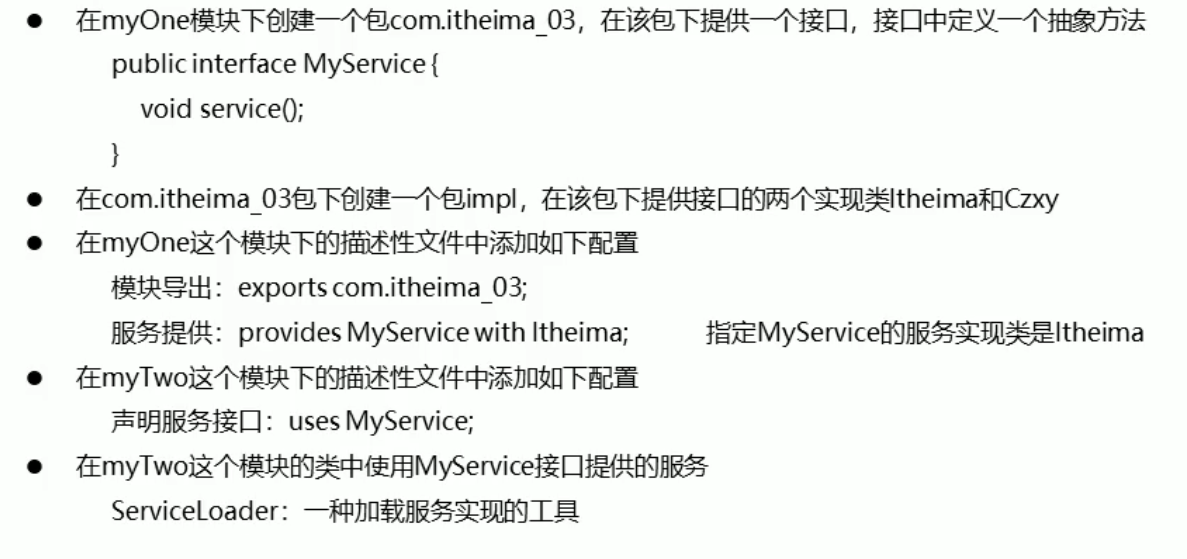 ● 在myOne模块下创建一个包com.itheima_03，在该包下提供一个接口，接口中定义一个抽象方法
public interface MyService {
void service();
}
● 在com.itheima_03包下创建一个包impl，在该包下提供接口的两个实现类Itheima和Czxy
● 在myOne这个模块下的描述性文件中添加如下配置
模块导出：exports com.itheima_03;
服务提供：provides MyService with Itheima; 指定MyService的服务实现类是Itheima
● 在myTwo这个模块下的描述性文件中添加如下配置
声明服务接口：uses MyService;
● 在myTwo这个模块的类中使用MyService接口提供的服务
ServiceLoader：一种加载服务实现的工具